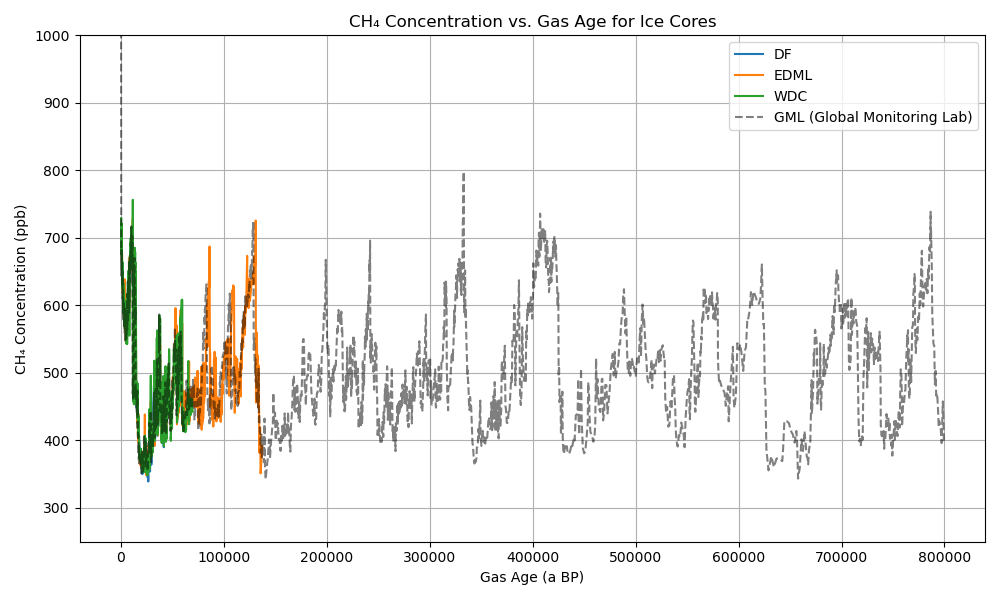 CH₄ Concentration vs. Gas Age for Ice Cores
CH₄ Concentration (ppb)
1000
900
800
700
600
500
400
300
DF
EDML
WDC
GML (Global Monitoring Lab)
0 100000 200000 300000 400000 500000 600000 700000 800000
Gas Age (a BP)